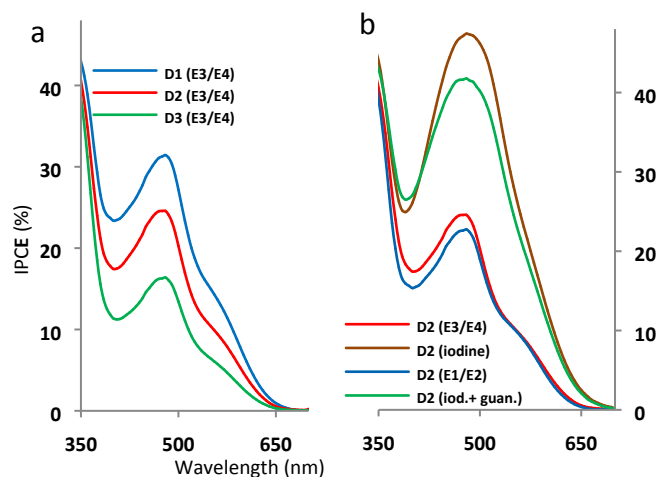 a
b
D1 (E3/E4)
D2 (E3/E4)
D3 (E3/E4)
40
30
20
10
0
IPCE (%)
350
500
650
Wavelength (nm)
40
30
20
10
0
D2 (E3/E4)
D2 (iodine)
D2 (E1/E2)
D2 (iod.+ guan.)
350
500
650